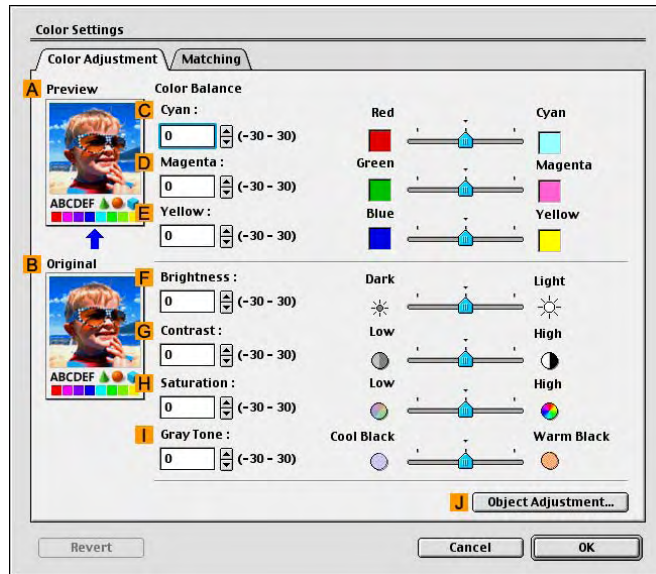 Color Settings
Color Adjustment Matching
A Preview
Color Balance
C Cyan :
0 (-30 - 30)
Red Cyan
D Magenta :
0 (-30 - 30)
Green Magenta
ABCDEF
E Yellow :
0 (-30 - 30)
Blue Yellow
B Original
F Brightness :
0 (-30 - 30)
Dark Light
G Contrast :
0 (-30 - 30)
Low High
ABCDEF
H Saturation :
0 (-30 - 30)
Low High
I Gray Tone :
0 (-30 - 30)
Cool Black Warm Black
J Object Adjustment...
Revert Cancel OK